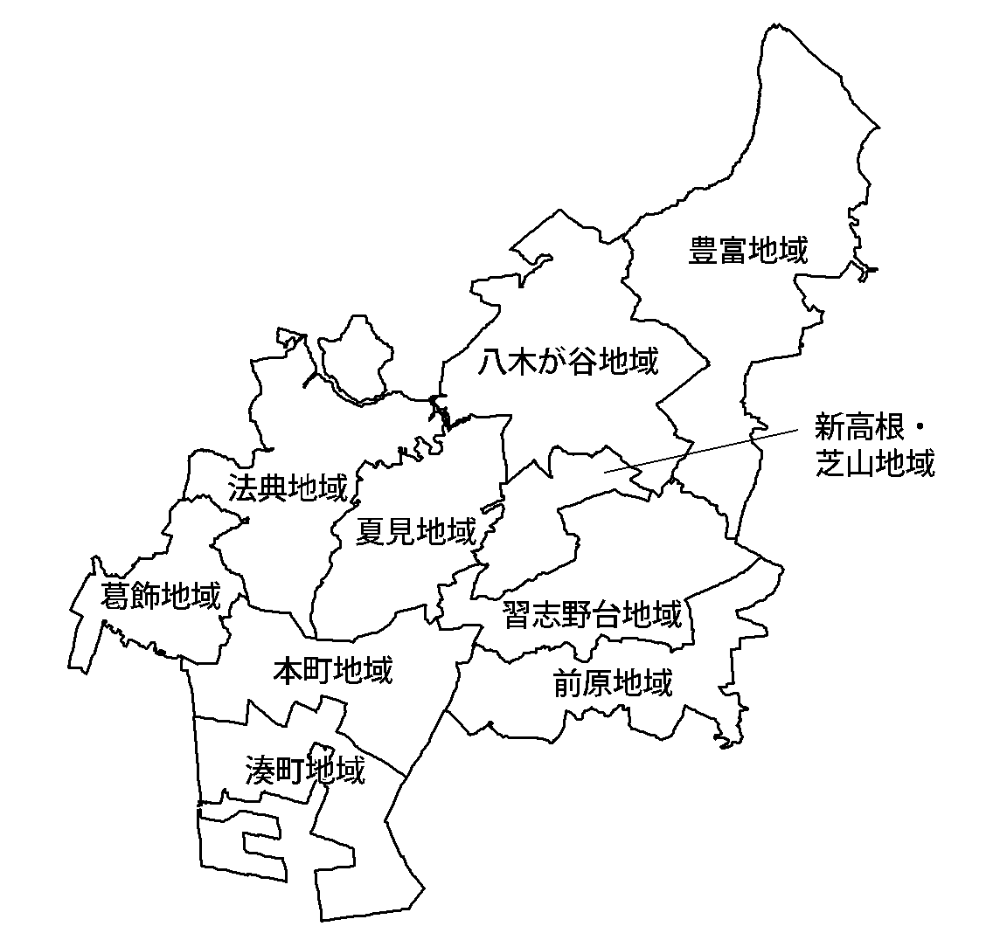 豊富地域
八木が谷地域
新高根・
芝山地域
法典地域
夏見地域
葛飾地域
習志野台地域
本町地域
前原地域
湊町地域